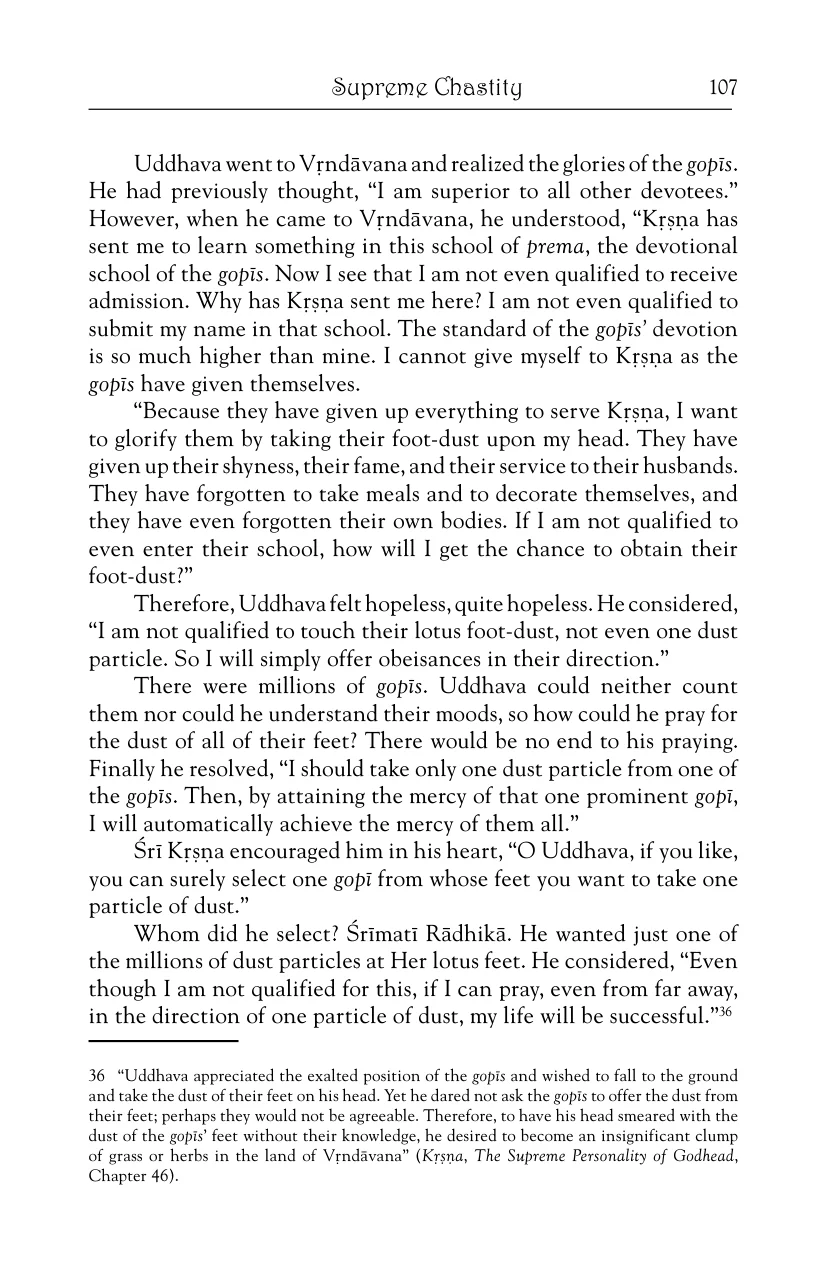 Supreme Chastity 107
Uddhava went to Vṛndāvana and realized the glories of the gopīs.
He had previously thought, “I am superior to all other devotees.”
However, when he came to Vṛndāvana, he understood, “Kṛṣṇa has
sent me to learn something in this school of prema, the devotional
school of the gopīs. Now I see that I am not even qualified to receive
admission. Why has Kṛṣṇa sent me here? I am not even qualified to
submit my name in that school. The standard of the gopīs’ devotion
is so much higher than mine. I cannot give myself to Kṛṣṇa as the
gopīs have given themselves.
“Because they have given up everything to serve Kṛṣṇa, I want
to glorify them by taking their foot-dust upon my head. They have
given up their shyness, their fame, and their service to their husbands.
They have forgotten to take meals and to decorate themselves, and
they have even forgotten their own bodies. If I am not qualified to
even enter their school, how will I get the chance to obtain their
foot-dust?”
Therefore, Uddhava felt hopeless, quite hopeless. He considered,
“I am not qualified to touch their lotus foot-dust, not even one dust
particle. So I will simply offer obeisances in their direction.”
There were millions of gopīs. Uddhava could neither count
them nor could he understand their moods, so how could he pray for
the dust of all of their feet? There would be no end to his praying.
Finally he resolved, “I should take only one dust particle from one of
the gopīs. Then, by attaining the mercy of that one prominent gopī,
I will automatically achieve the mercy of them all.”
Śrī Kṛṣṇa encouraged him in his heart, “O Uddhava, if you like,
you can surely select one gopī from whose feet you want to take one
particle of dust.”
Whom did he select? Śrīmatī Rādhikā. He wanted just one of
the millions of dust particles at Her lotus feet. He considered, “Even
though I am not qualified for this, if I can pray, even from far away,
in the direction of one particle of dust, my life will be successful.”36
36 “Uddhava appreciated the exalted position of the gopīs and wished to fall to the ground
and take the dust of their feet on his head. Yet he dared not ask the gopīs to offer the dust from
their feet; perhaps they would not be agreeable. Therefore, to have his head smeared with the
dust of the gopīs’ feet without their knowledge, he desired to become an insignificant clump
of grass or herbs in the land of Vṛndāvana” (Kṛṣṇa, The Supreme Personality of Godhead,
Chapter 46).